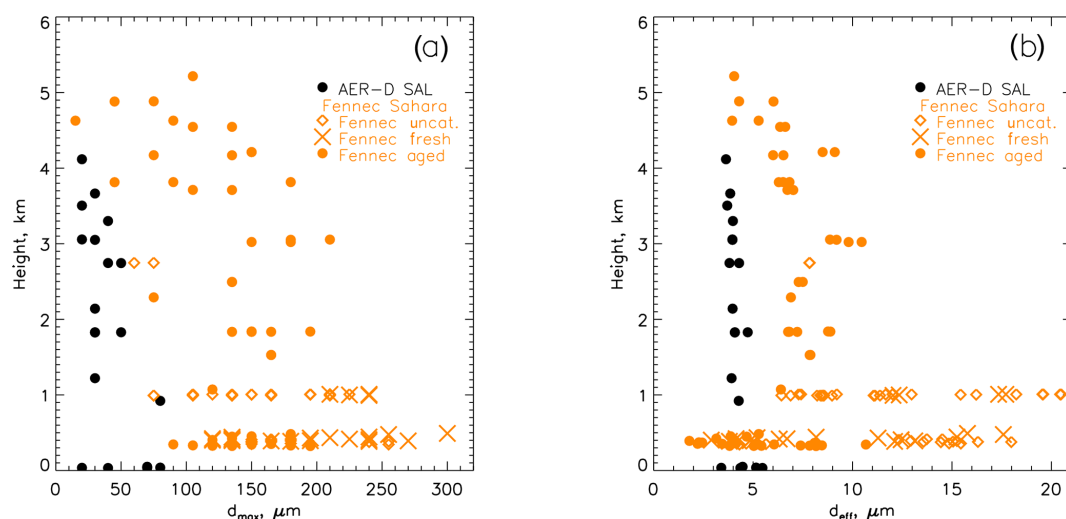 (a)
AER-D SAL
Fennec Sahara
Fennec uncat.
Fennec fresh
Fennec aged
6
5
4
3
2
1
0
Height, km
0 50 100 150 200 250 300
d_max, μm
(b)
AER-D SAL
Fennec Sahara
Fennec uncat.
Fennec fresh
Fennec aged
6
5
4
3
2
1
0
Height, km
0 5 10 15 20
d_eff, μm